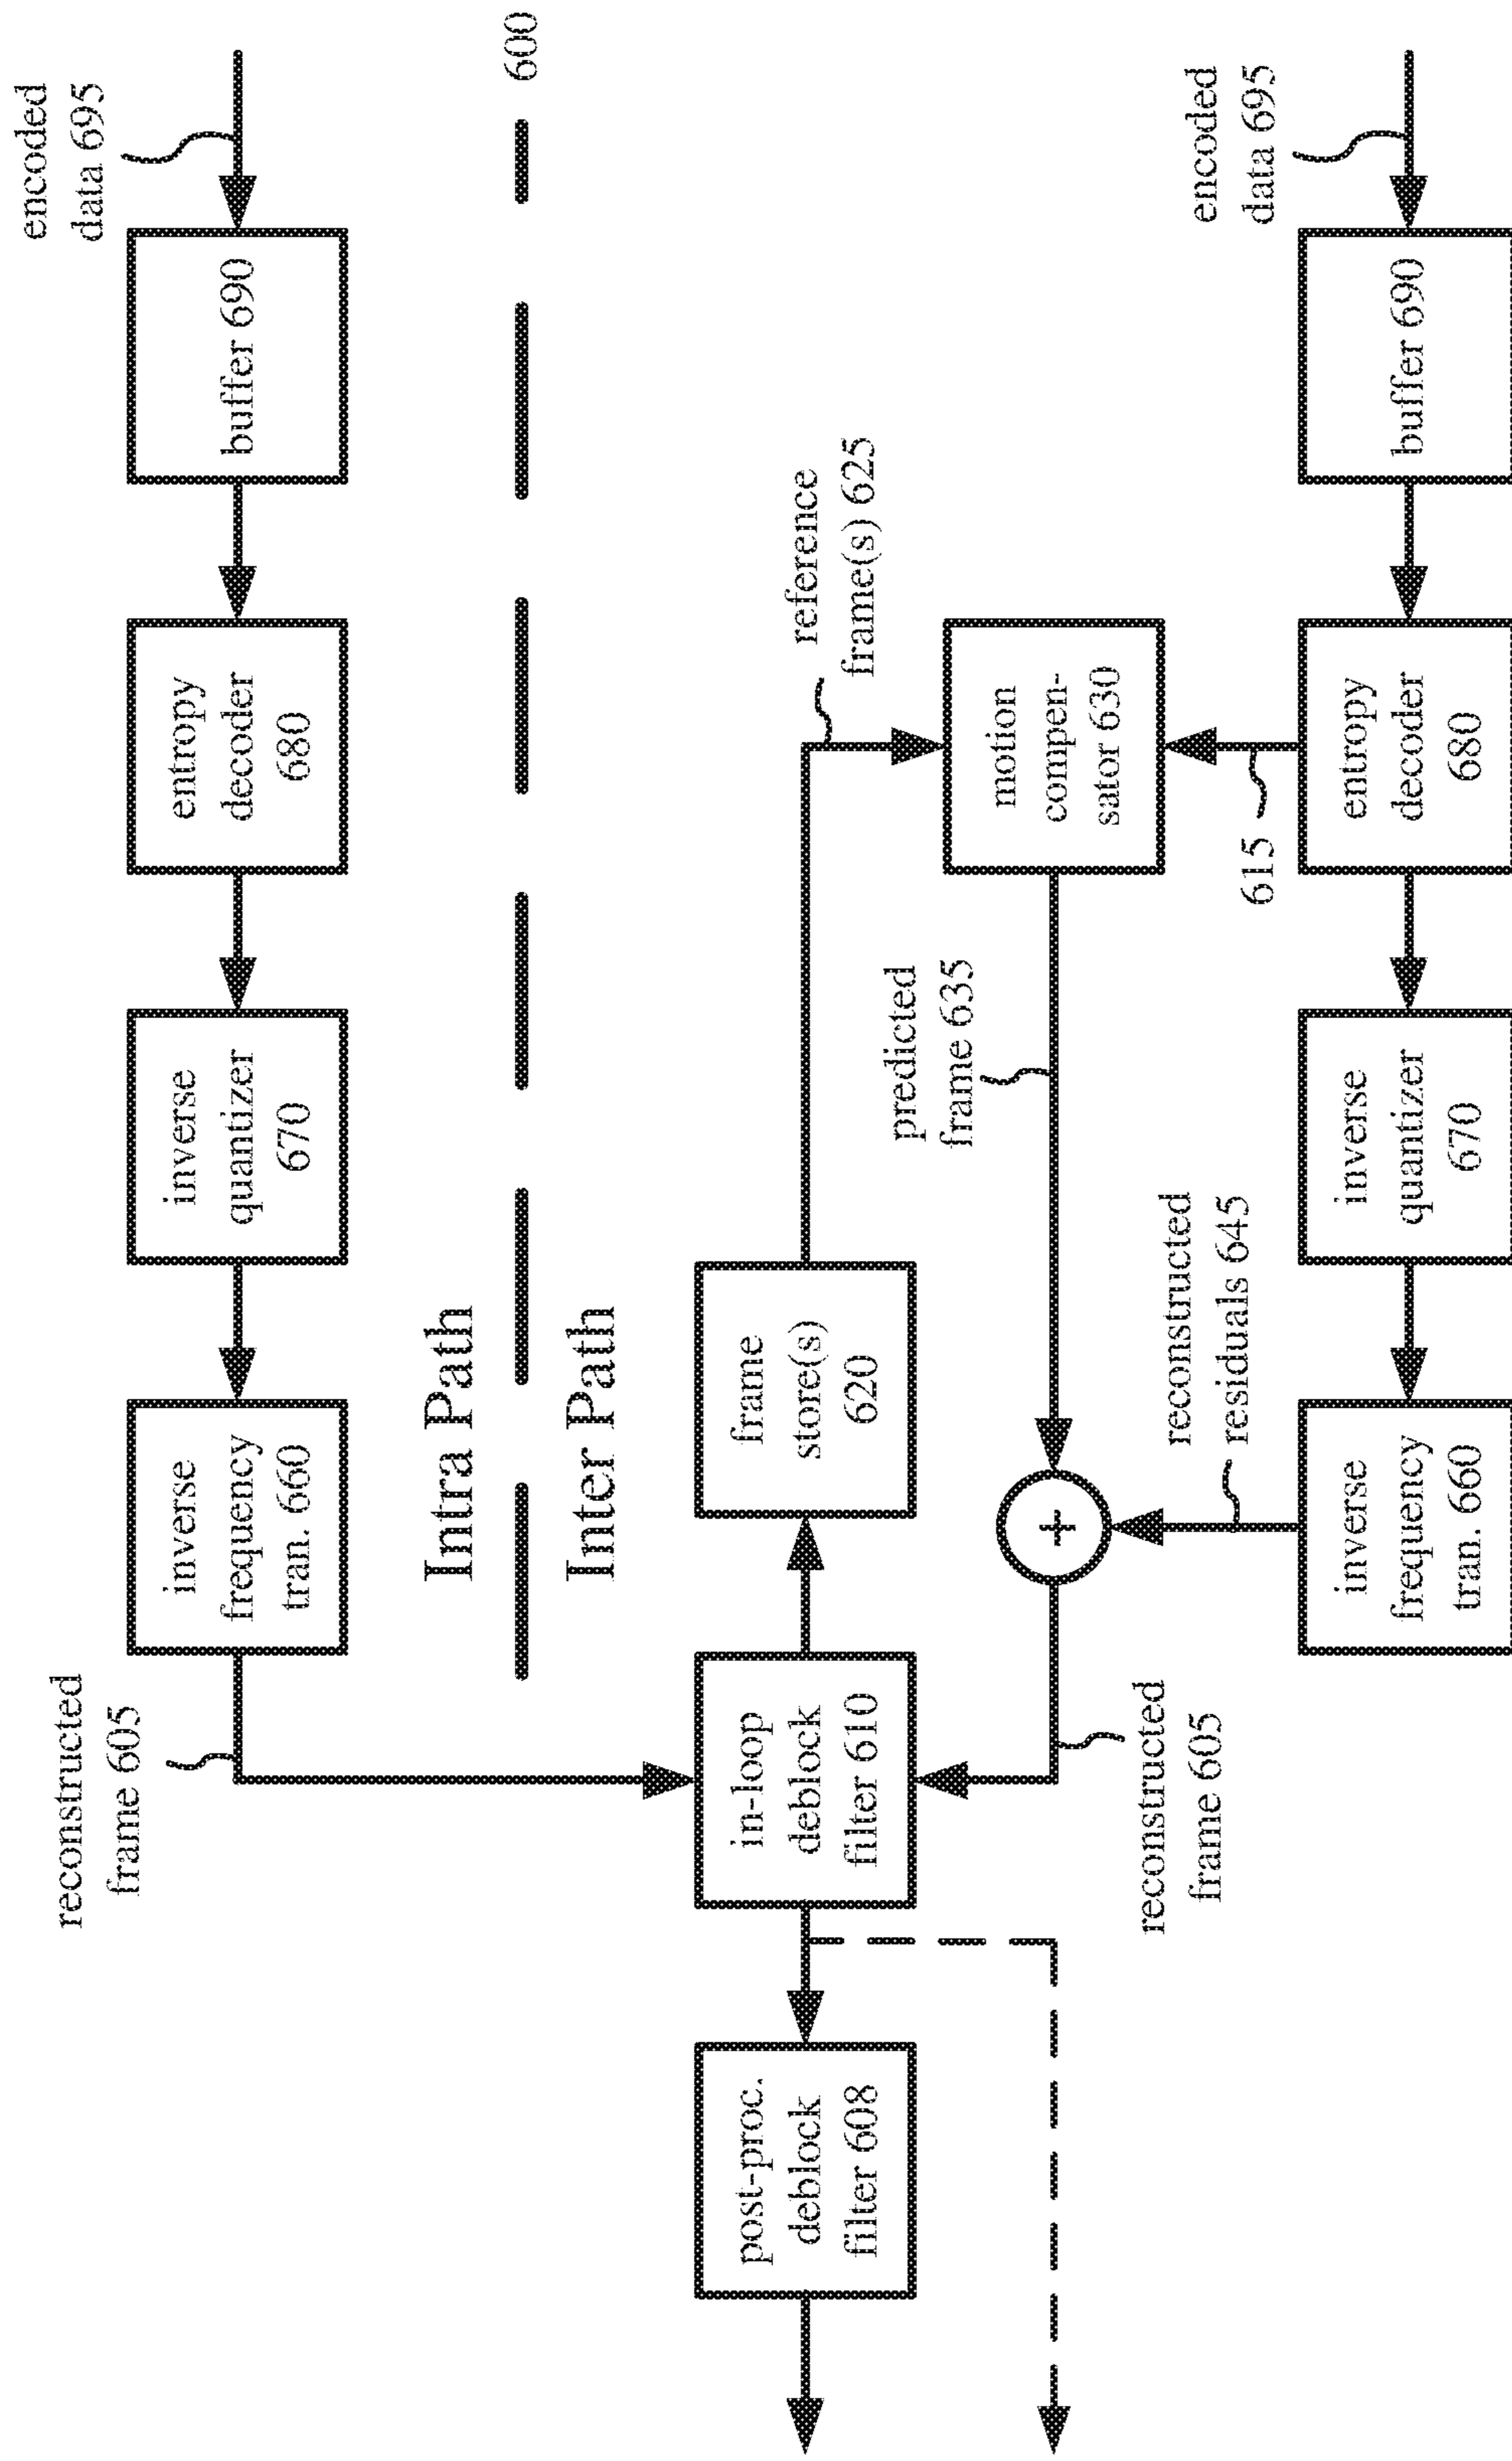 encoded
data 695
buffer 690
entropy
decoder
680
inverse
quantizer
670
inverse
frequency
tran. 660
reconstructed
frame 605
600
Intra Path
Inter Path
reference
frame(s) 625
frame
store(s)
620
in-loop
deblock
filter 610
post-proc.
deblock
filter 608
motion
compen-
sator 630
predicted
frame 635
+
reconstructed
frame 605
615
reconstructed
residuals 645
encoded
data 695
buffer 690
entropy
decoder
680
inverse
quantizer
670
inverse
frequency
tran. 660